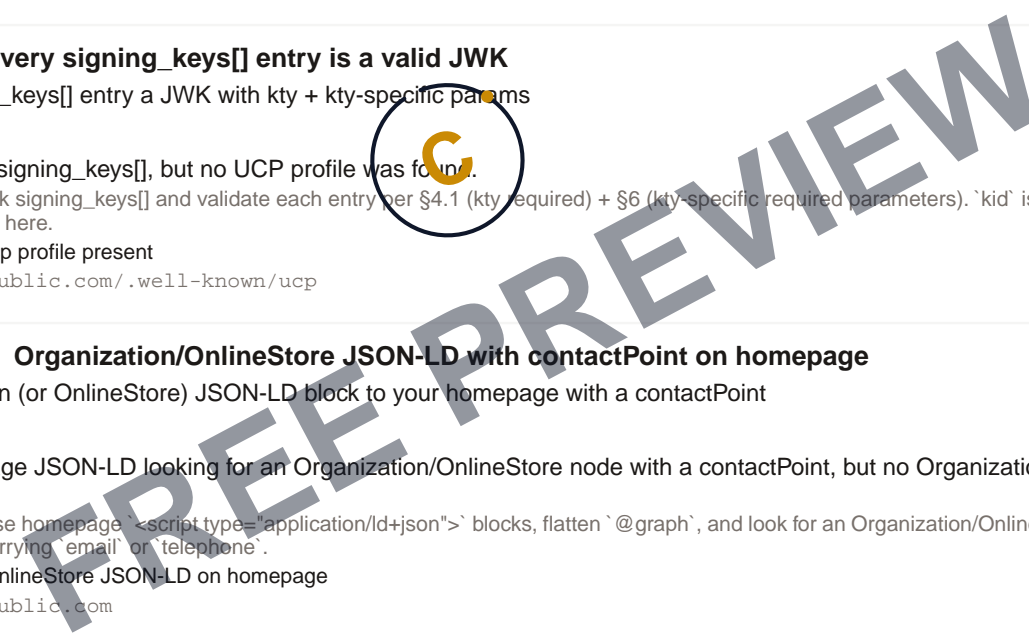 very signing_keys[] entry is a valid JWK
_keys[] entry a JWK with kty + kty-specific params
signing_keys[], but no UCP profile was found.
k signing_keys[] and validate each entry per §4.1 (kty required) + §6 (kty-specific required parameters). `kid` is
here.
p profile present
ublic.com/.well-known/ucp
C
Organization/OnlineStore JSON-LD with contactPoint on homepage
n (or OnlineStore) JSON-LD block to your homepage with a contactPoint
ge JSON-LD looking for an Organization/OnlineStore node with a contactPoint, but no Organizatio
se homepage `<script type="application/ld+json">` blocks, flatten `@graph`, and look for an Organization/Onlin
rrying `email` or `telephone`.
nlineStore JSON-LD on homepage
ublic.com
FREE PREVIEW